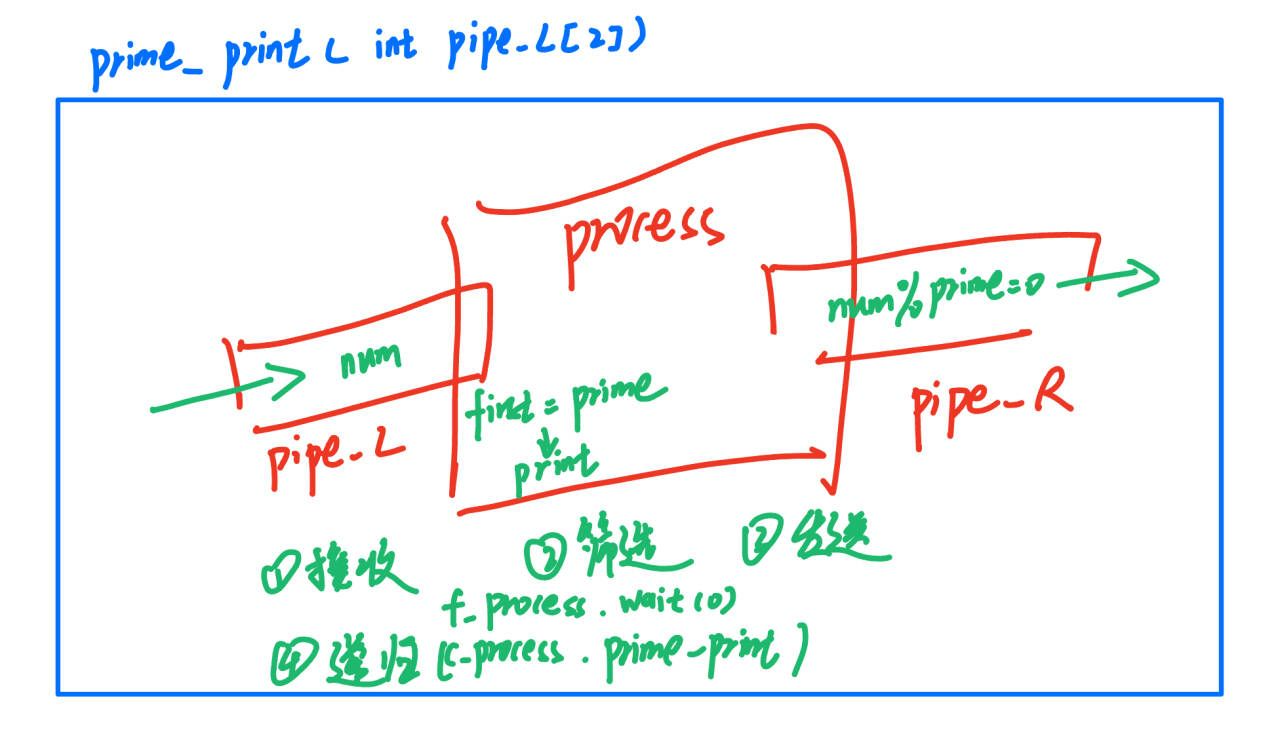 prime_print(int pipe_L[2])
process
num%prime=0
num
first = prime
pipe_R
↓
pipe_L
print
①接收 ②筛选 ③发送
f_process.wait(0)
④递归(c_process.prime-print)